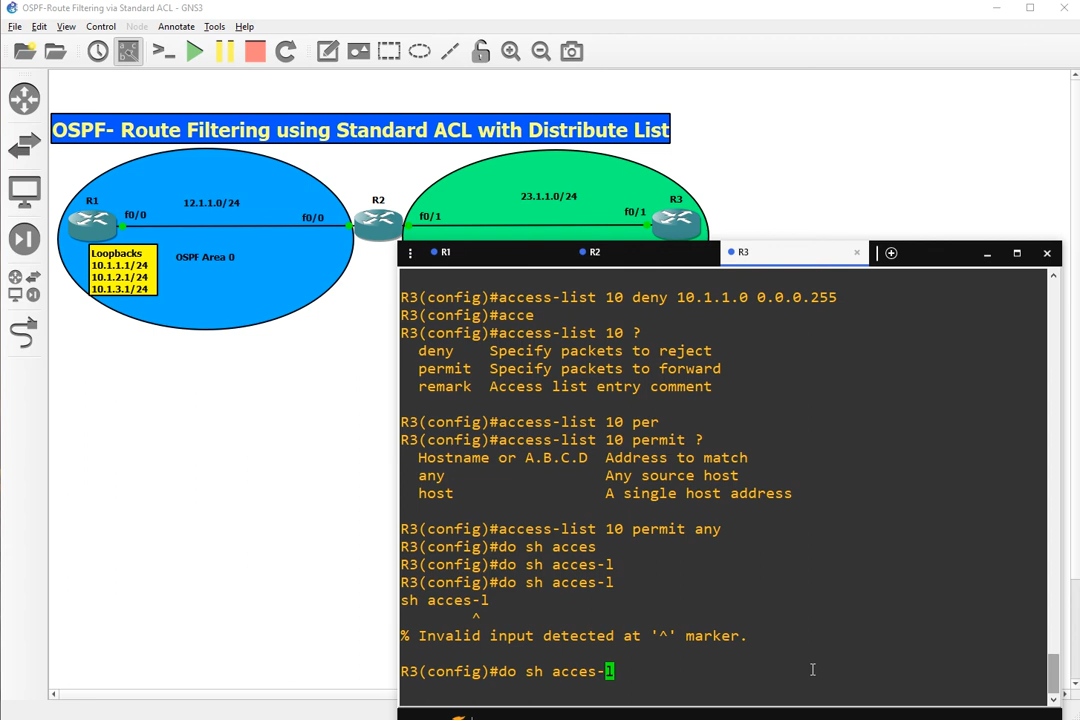 OSPF-Route Filtering via Standard ACL - GNS3
File Edit View Control Node Annotate Tools Help
OSPF- Route Filtering using Standard ACL with Distribute List
R1
12.1.1.0/24
R2
23.1.1.0/24
R3
f0/0
f0/0
f0/1
f0/1
Loopbacks
10.1.1.1/24
10.1.2.1/24
10.1.3.1/24
OSPF Area 0
R1
R2
R3
R3(config)#access-list 10 deny 10.1.1.0 0.0.0.255
R3(config)#acce
R3(config)#access-list 10 ?
deny Specify packets to reject
permit Specify packets to forward
remark Access list entry comment
R3(config)#access-list 10 per
R3(config)#access-list 10 permit ?
Hostname or A.B.C.D Address to match
any Any source host
host A single host address
R3(config)#access-list 10 permit any
R3(config)#do sh acces
R3(config)#do sh acces-l
R3(config)#do sh acces-l
sh acces-l
^
% Invalid input detected at '^' marker.
R3(config)#do sh acces-l